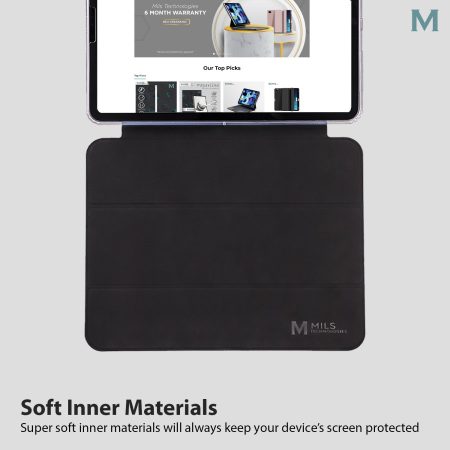 M
Mils Technologies
6 MONTH WARRANTY
Our Top Picks
M MILS
TECHNOLOGIES
Soft Inner Materials
Super soft inner materials will always keep your device's screen protected